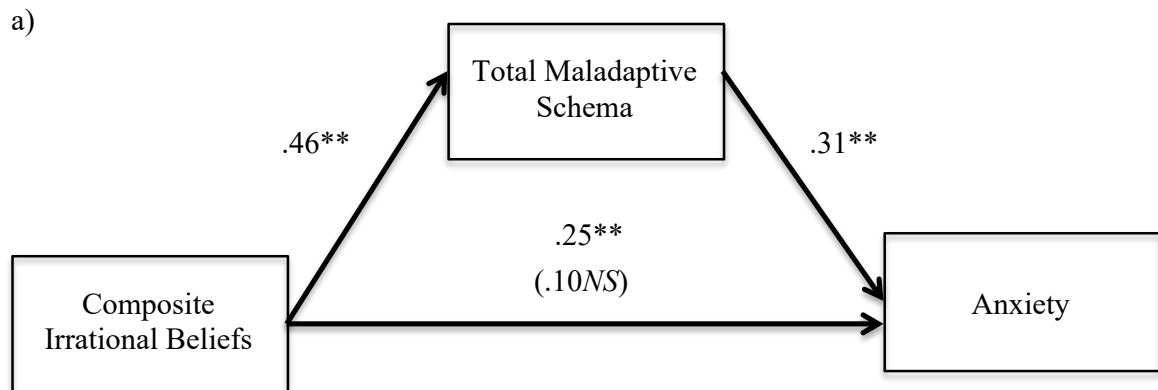 a)
Total Maladaptive
Schema
.46**
.31**
.25**
(.10NS)
Composite
Irrational Beliefs
Anxiety